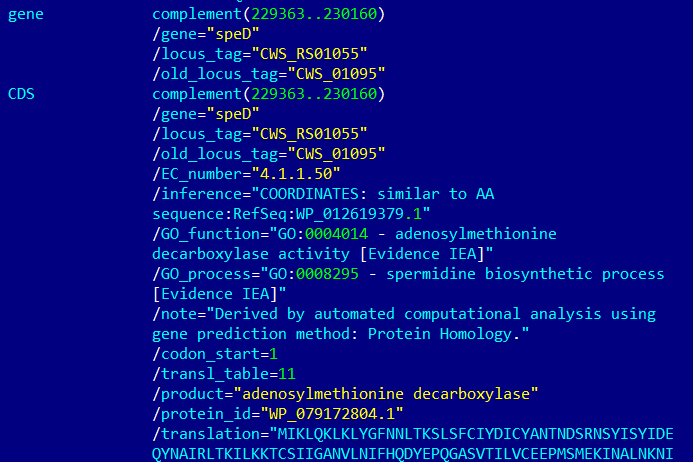 gene complement(229363..230160)
/gene="speD"
/locus_tag="CWS_RS01055"
/old_locus_tag="CWS_01095"
CDS complement(229363..230160)
/gene="speD"
/locus_tag="CWS_RS01055"
/old_locus_tag="CWS_01095"
/EC_number="4.1.1.50"
/inference="COORDINATES: similar to AA
sequence:RefSeq:WP_012619379.1"
/GO_function="GO:0004014 - adenosylmethionine
decarboxylase activity [Evidence IEA]"
/GO_process="GO:0008295 - spermidine biosynthetic process
[Evidence IEA]"
/note="Derived by automated computational analysis using
gene prediction method: Protein Homology."
/codon_start=1
/transl_table=11
/product="adenosylmethionine decarboxylase"
/protein_id="WP_079172804.1"
/translation="MIKLQKLKLYGFNNLTKSLSFCIYDICYANTNDSRNSYISYIDE
QYNAIRLTKILKKTCSIIGANVLNIFHQDYEPQGASVTILVCEEPMSMEKINALNKNI